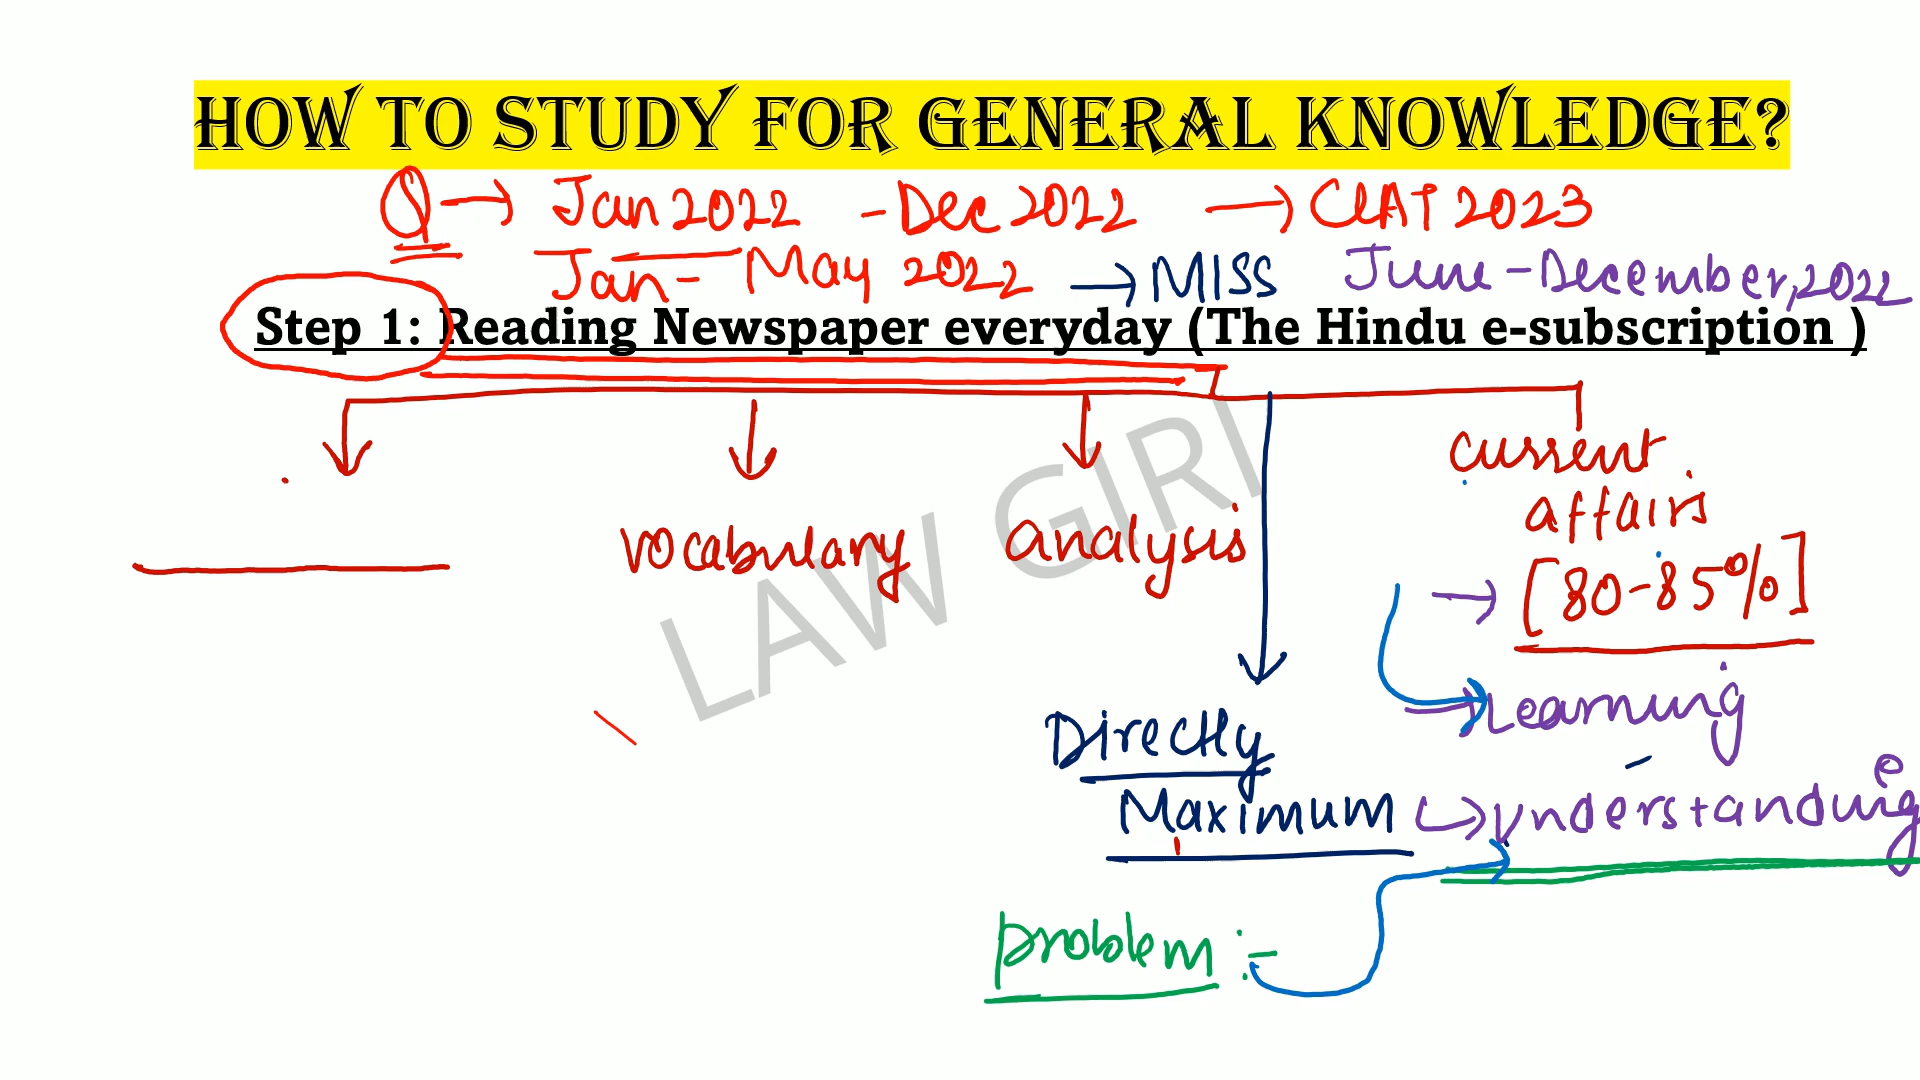 HOW TO STUDY FOR GENERAL KNOWLEDGE?
Q → Jan 2022 - Dec 2022 → CLAT 2023
Jan - May 2022 → MISS June - December, 2022
Step 1: Reading Newspaper everyday (The Hindu e-subscription )
Vocabulary
analysis
current
affairs
[80-85%]
Directly
Maximum
→ Learning
e
↳ Understanding
problem :-
LAW GIRI